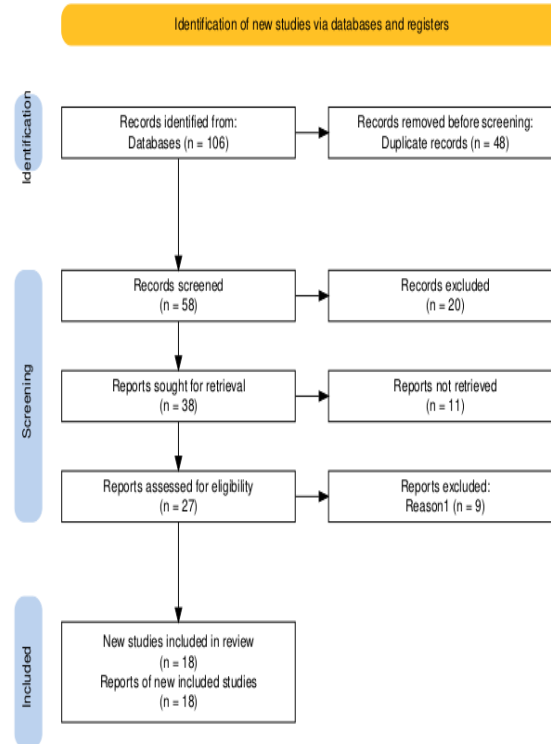 Identification of new studies via databases and registers
Identification
Records identified from:
Databases (n = 106)
Records removed before screening:
Duplicate records (n = 48)
Screening
Records screened
(n = 58)
Records excluded
(n = 20)
Reports sought for retrieval
(n = 38)
Reports not retrieved
(n = 11)
Reports assessed for eligibility
(n = 27)
Reports excluded:
Reason1 (n = 9)
Included
New studies included in review
(n = 18)
Reports of new included studies
(n = 18)